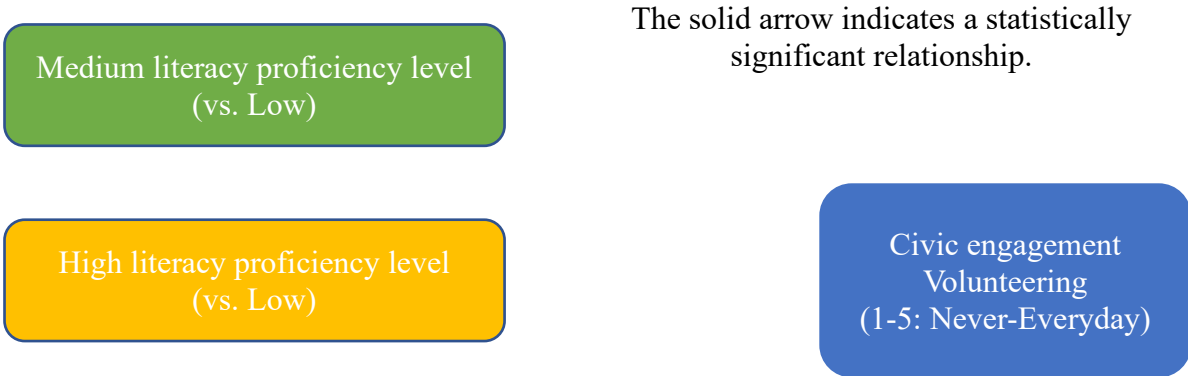 The solid arrow indicates a statistically
significant relationship.
Medium literacy proficiency level
(vs. Low)
High literacy proficiency level
(vs. Low)
Civic engagement
Volunteering
(1-5: Never-Everyday)